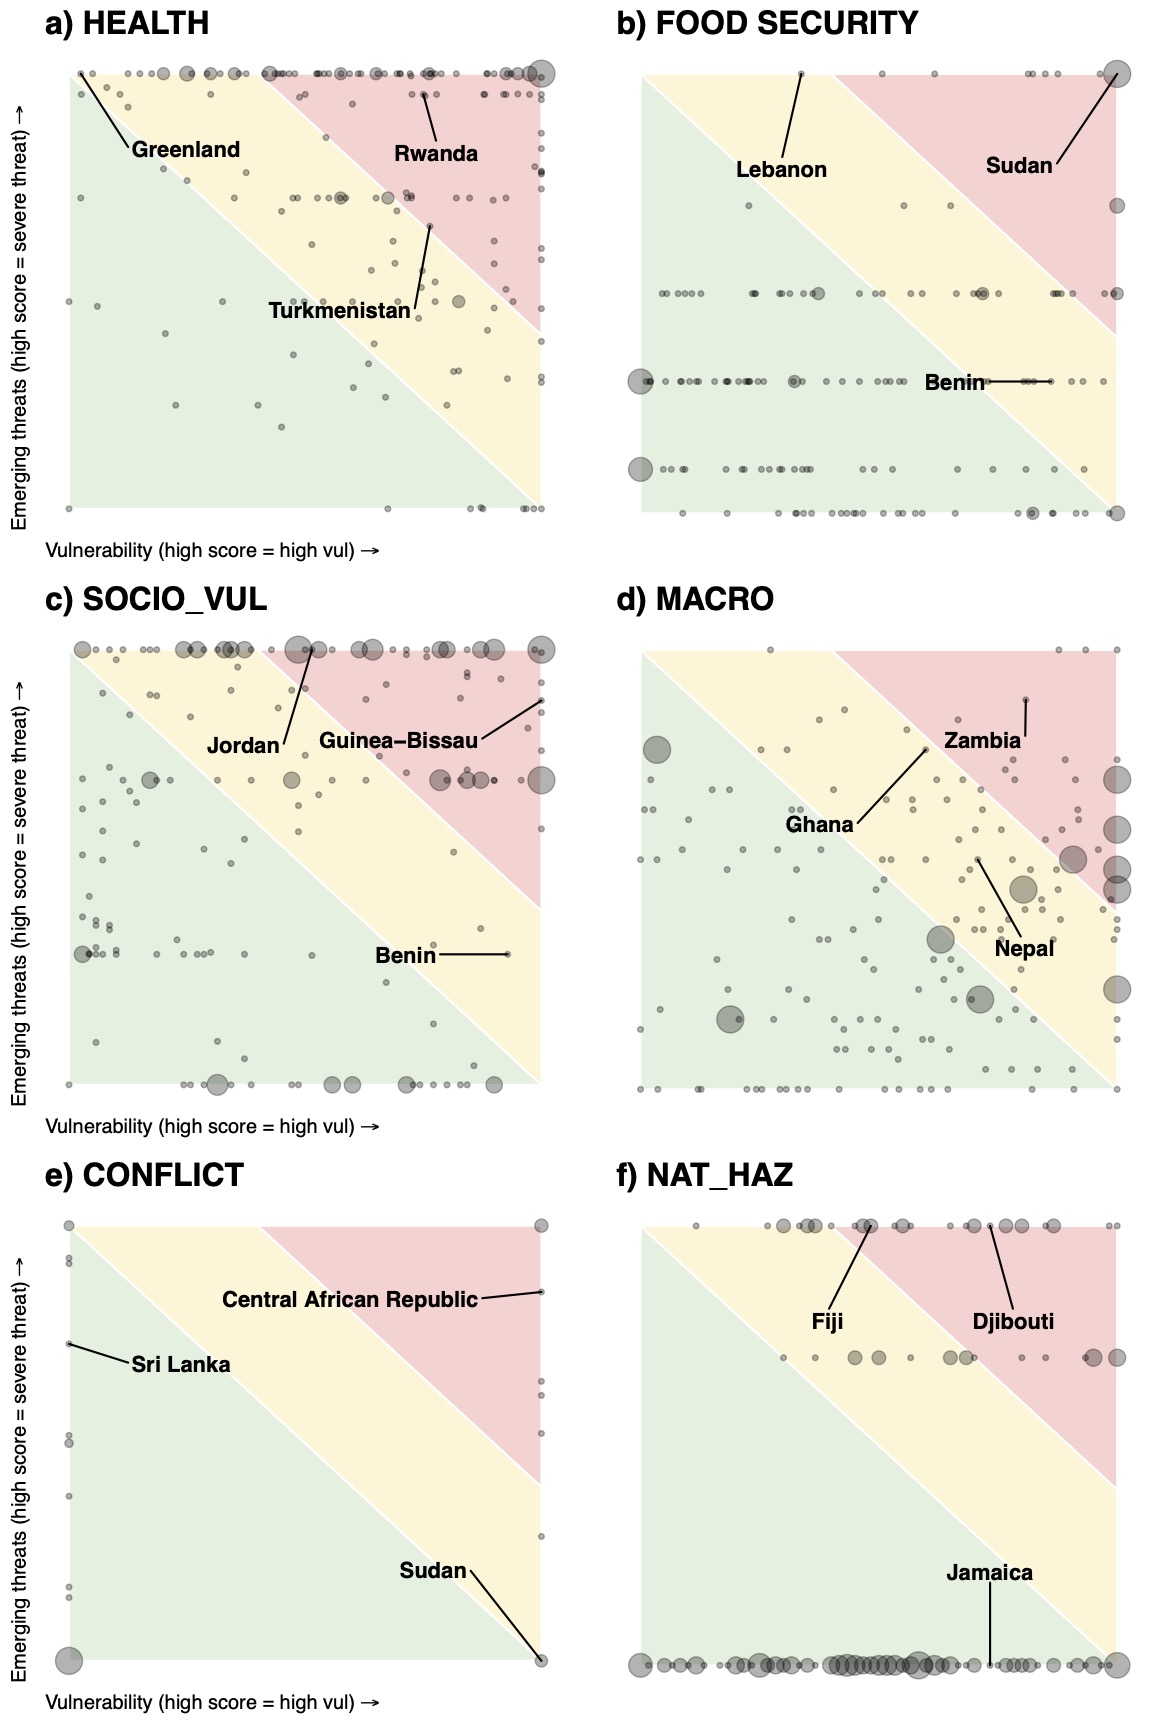 a) HEALTH
b) FOOD SECURITY
Emerging threats (high score = severe threat) →
Greenland
Rwanda
Turkmenistan
Lebanon
Sudan
Benin
Vulnerability (high score = high vul) →
c) SOCIO_VUL
d) MACRO
Emerging threats (high score = severe threat) →
Jordan
Guinea−Bissau
Benin
Zambia
Ghana
Nepal
Vulnerability (high score = high vul) →
e) CONFLICT
f) NAT_HAZ
Emerging threats (high score = severe threat) →
Central African Republic
Sri Lanka
Sudan
Fiji
Djibouti
Jamaica
Vulnerability (high score = high vul) →